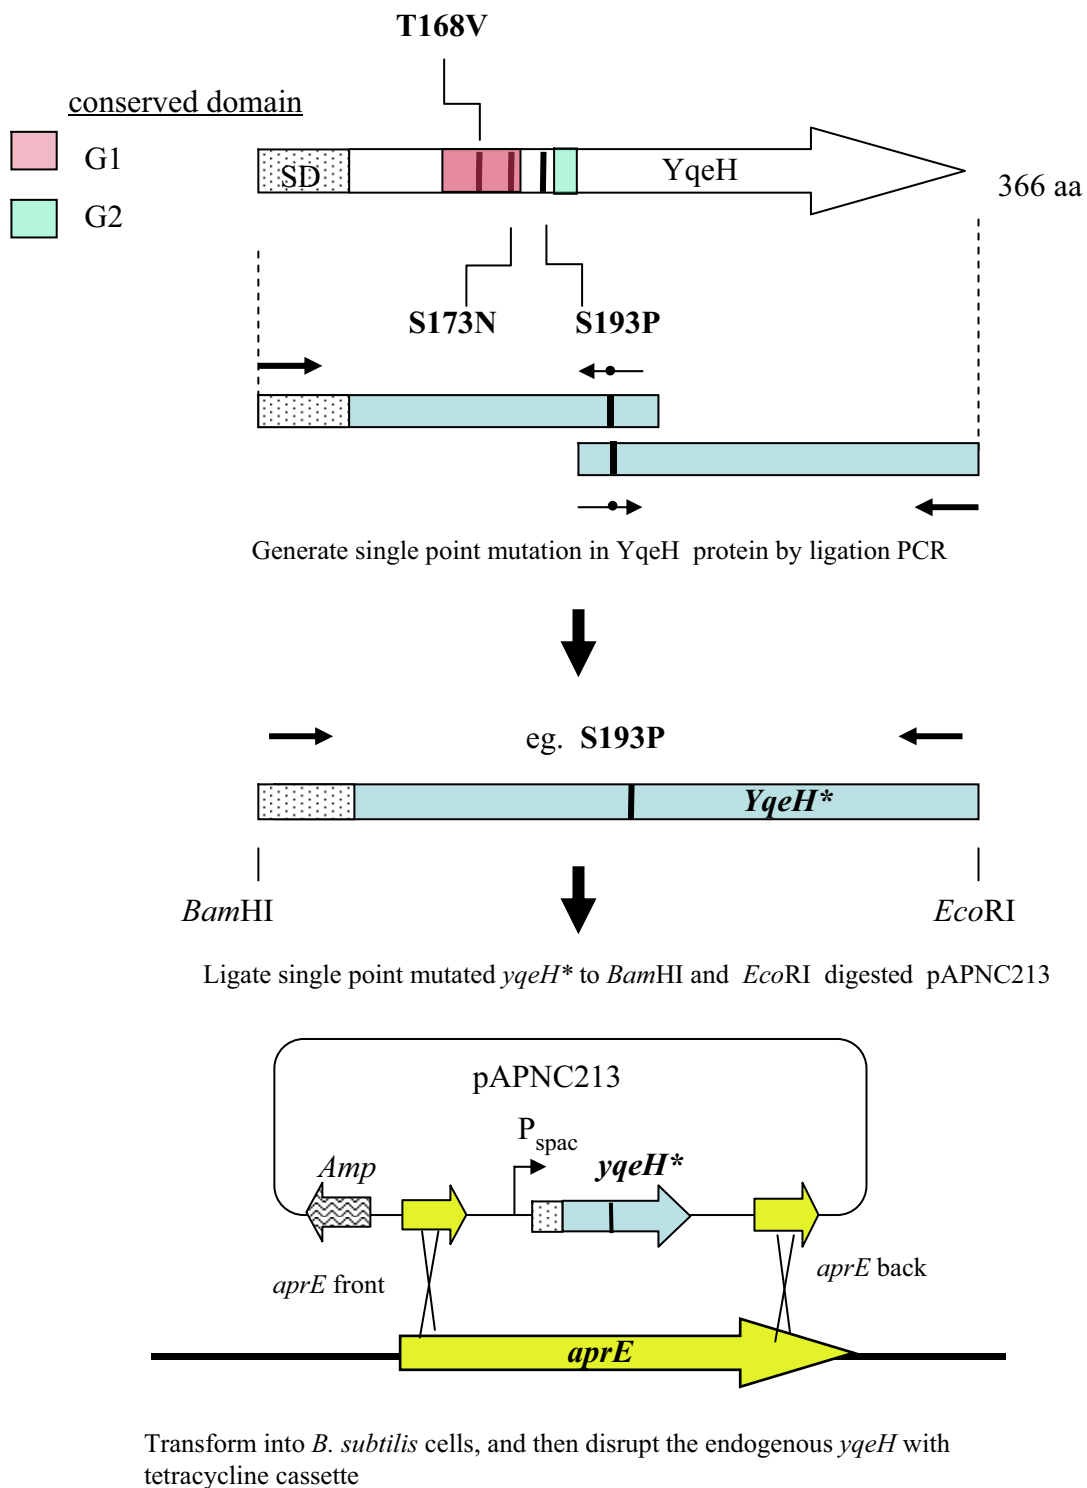 T168V
conserved domain
G1
G2
SD
YqeH
366 aa
S173N
S193P
Generate single point mutation in YqeH protein by ligation PCR
eg. S193P
YqeH*
BamHI
EcoRI
Ligate single point mutated yqeH* to BamHI and EcoRI digested pAPNC213
pAPNC213
Pspac
Amp
yqeH*
aprE front
aprE back
aprE
Transform into B. subtilis cells, and then disrupt the endogenous yqeH with
tetracycline cassette